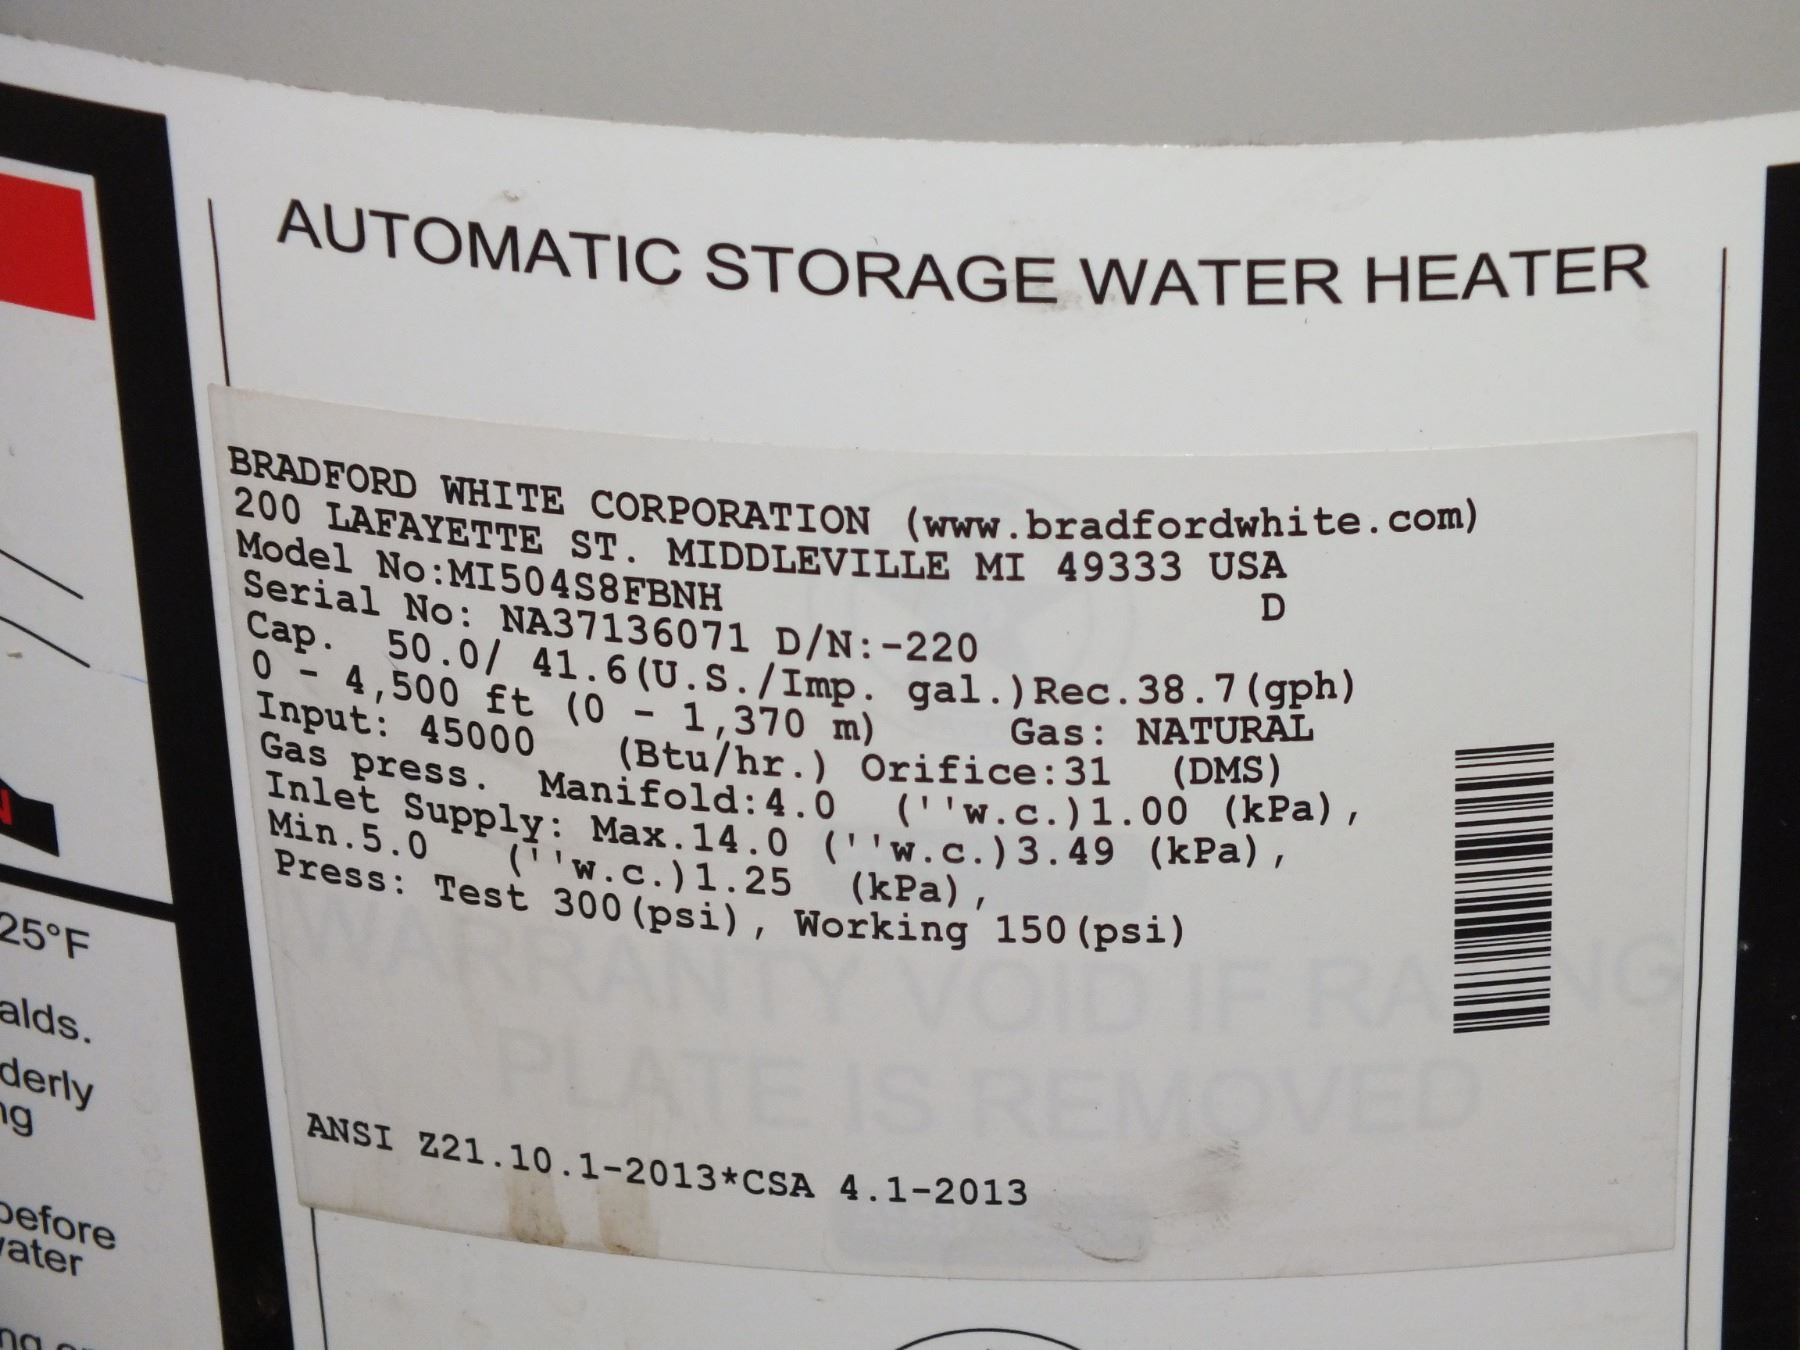 AUTOMATIC STORAGE WATER HEATER
BRADFORD WHITE CORPORATION (www.bradfordwhite.com)
200 LAFAYETTE ST. MIDDLEVILLE MI 49333 USA
Model No:MI504S8FBNH D
Serial No: NA37136071 D/N:-220
Cap. 50.0/ 41.6(U.S./Imp. gal.)Rec.38.7(gph)
0 - 4,500 ft (0 - 1,370 m) Gas: NATURAL
Input: 45000 (Btu/hr.) Orifice:31 (DMS)
Gas press. Manifold:4.0 (''w.c.)1.00 (kPa),
Inlet Supply: Max.14.0 (''w.c.)3.49 (kPa),
Min.5.0 (''w.c.)1.25 (kPa),
Press: Test 300(psi), Working 150(psi)
WARRANTY VOID IF RA NG
PLATE IS REMOVED
ANSI Z21.10.1-2013*CSA 4.1-2013
25°F
alds.
derly
ng
before
water